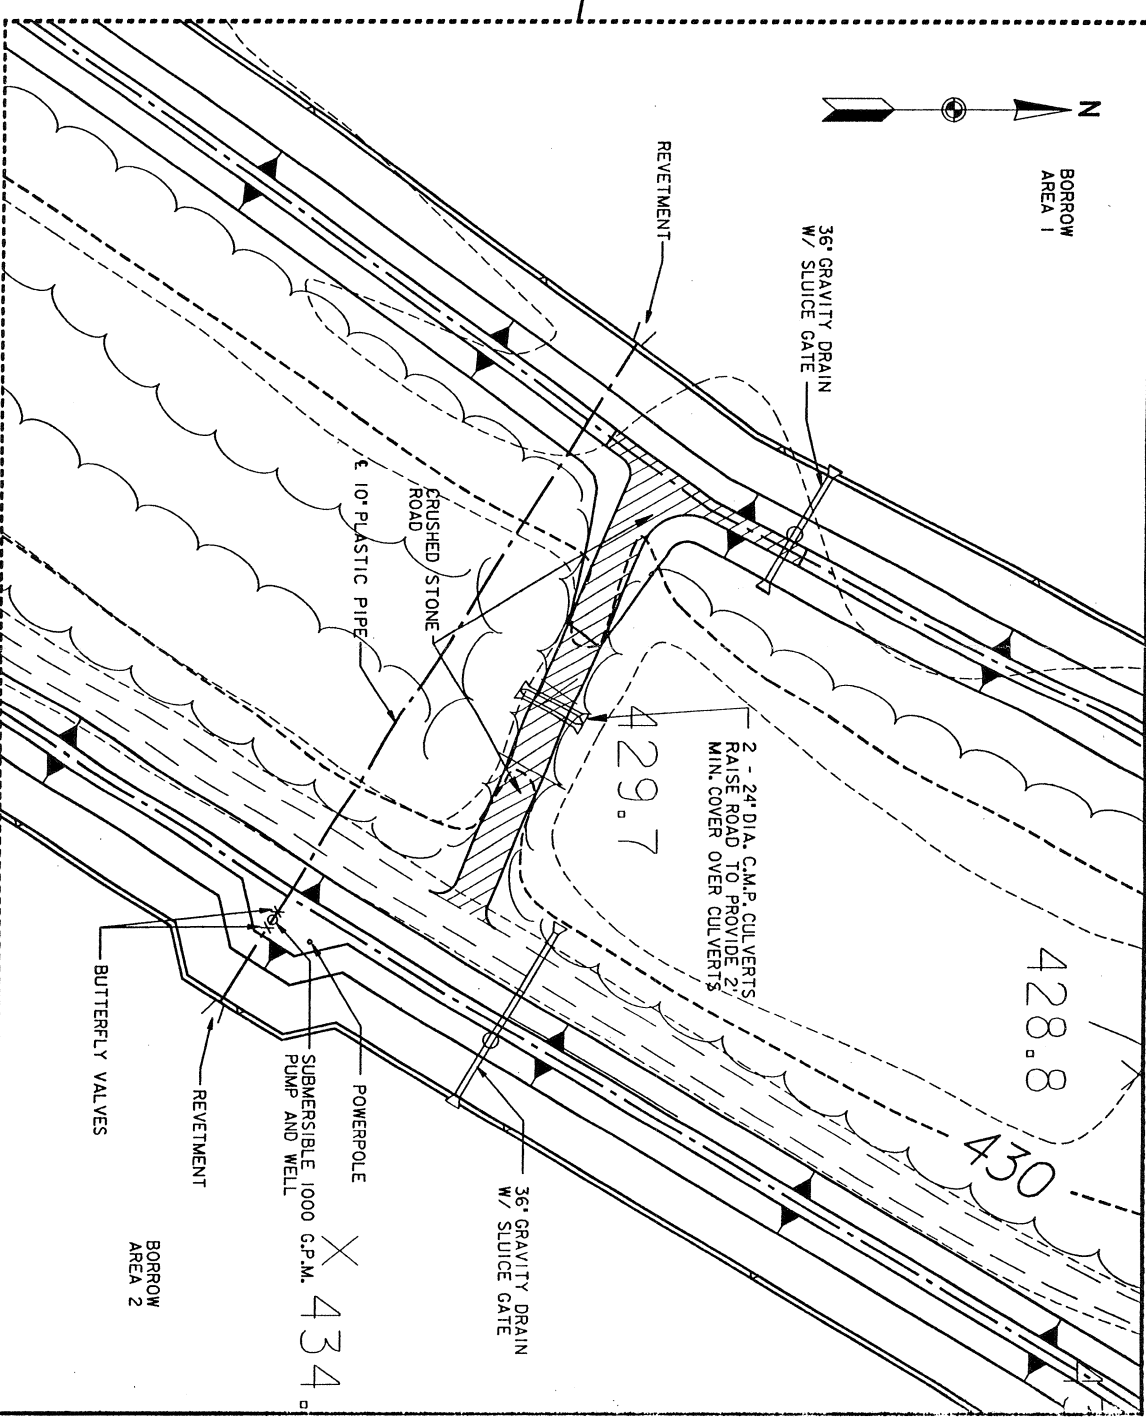 N
BORROW
AREA 1
REVETMENT
36" GRAVITY DRAIN
W/ SLUICE GATE
CRUSHED STONE
ROAD
℄ 10" PLASTIC PIPE
2 - 24" DIA. C.M.P. CULVERTS
RAISE ROAD TO PROVIDE 2'
MIN. COVER OVER CULVERTS
429.7
428.8
430
36" GRAVITY DRAIN
W/ SLUICE GATE
POWERPOLE
SUBMERSIBLE 1000 G.P.M.
PUMP AND WELL
X 434.
REVETMENT
BUTTERFLY VALVES
BORROW
AREA 2